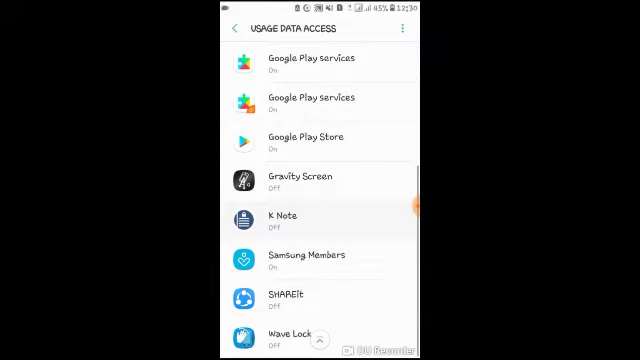 45% 12:30
USAGE DATA ACCESS
Google Play services
On
Google Play services
On
Google Play Store
On
Gravity Screen
Off
K Note
Off
Samsung Members
On
SHAREit
Off
Wave Lock
Off
DU Recorder